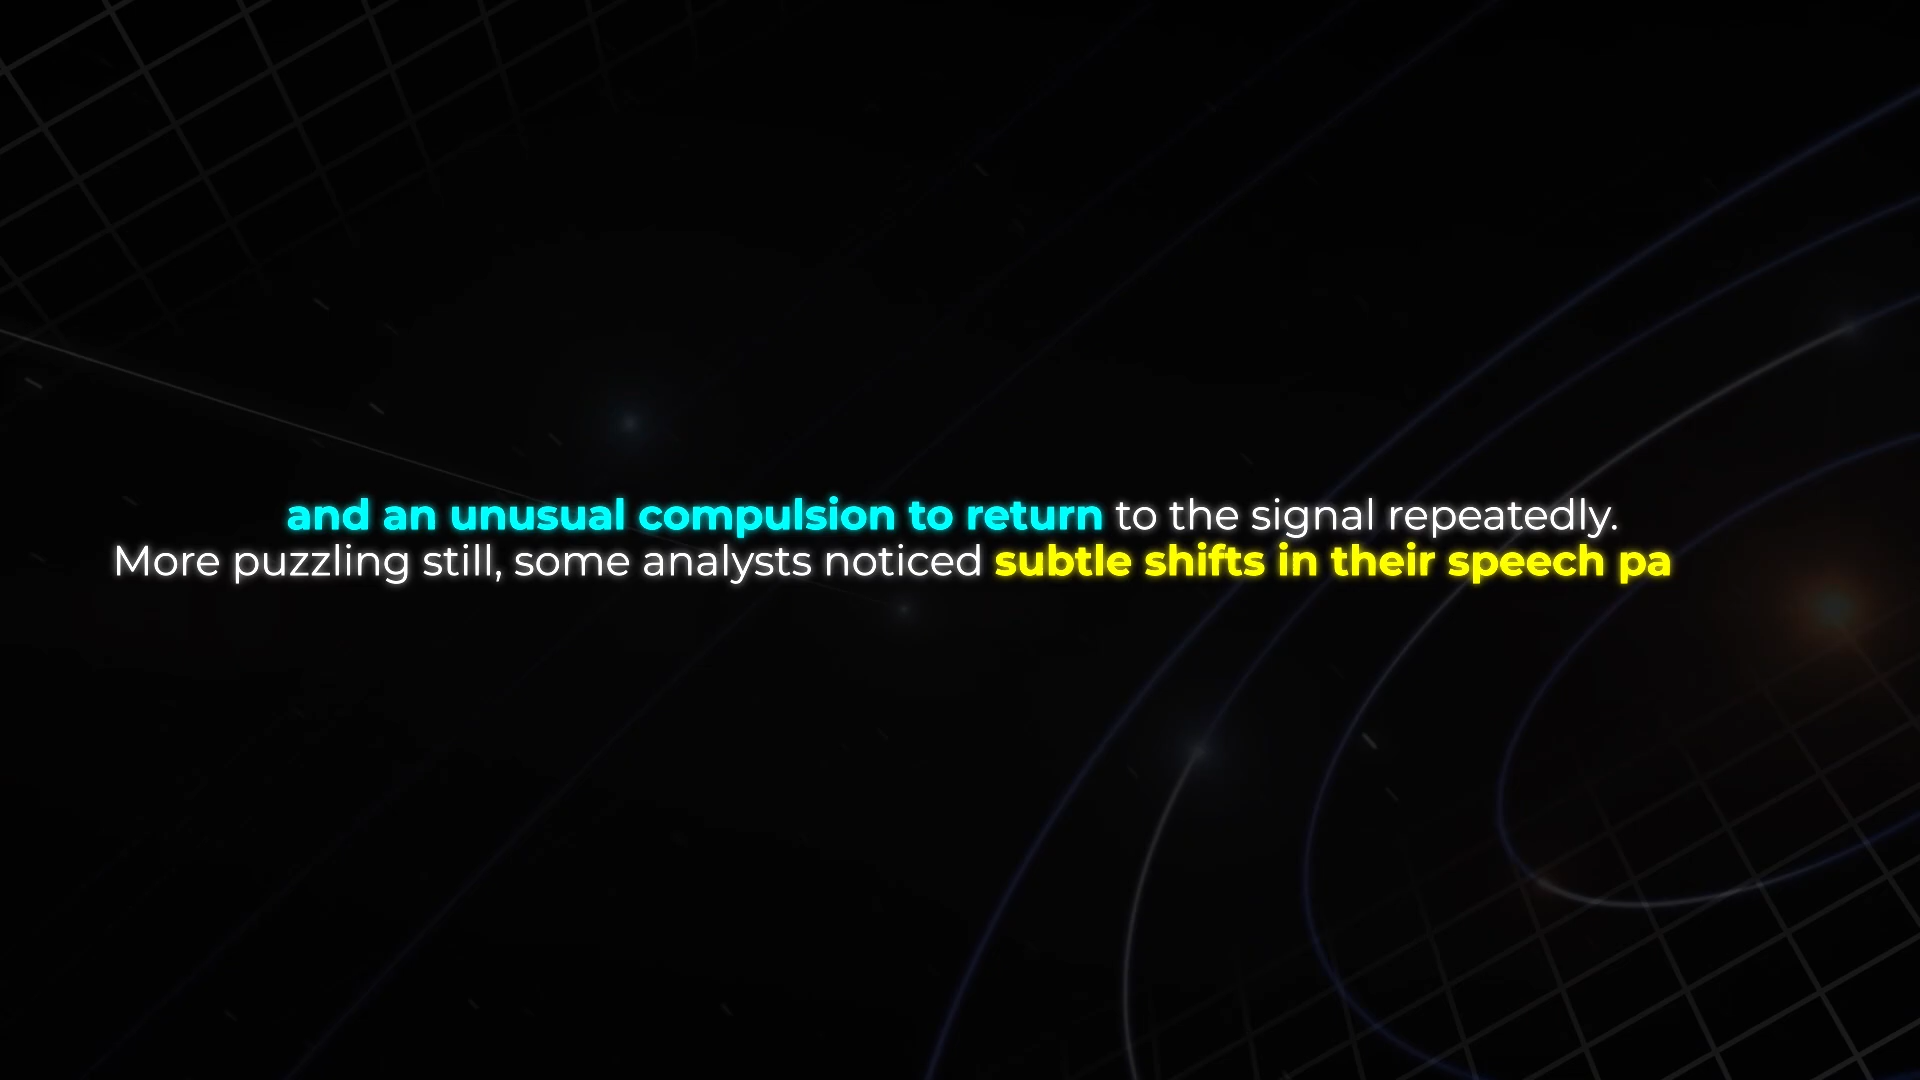 and an unusual compulsion to return to the signal repeatedly.
More puzzling still, some analysts noticed subtle shifts in their speech pa